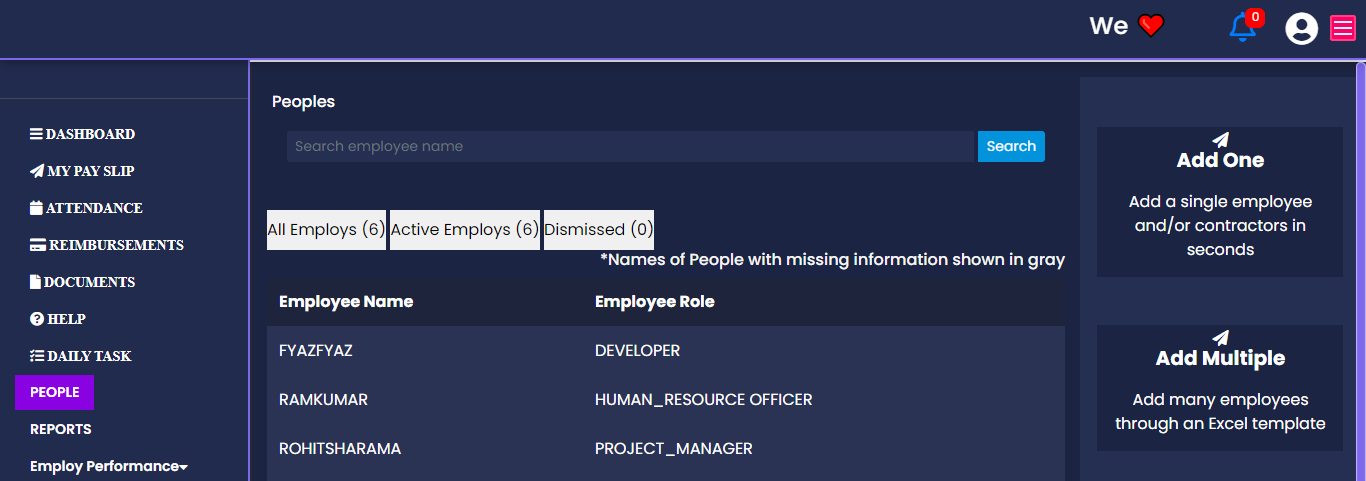 We
0
DASHBOARD
MY PAY SLIP
ATTENDANCE
REIMBURSEMENTS
DOCUMENTS
HELP
DAILY TASK
PEOPLE
REPORTS
Employ Performance
Peoples
Search employee name
Search
All Employs (6)
Active Employs (6)
Dismissed (0)
*Names of People with missing information shown in gray
Employee Name
Employee Role
FYAZFYAZ
DEVELOPER
RAMKUMAR
HUMAN_RESOURCE OFFICER
ROHITSHARAMA
PROJECT_MANAGER
Add One
Add a single employee
and/or contractors in
seconds
Add Multiple
Add many employees
through an Excel template